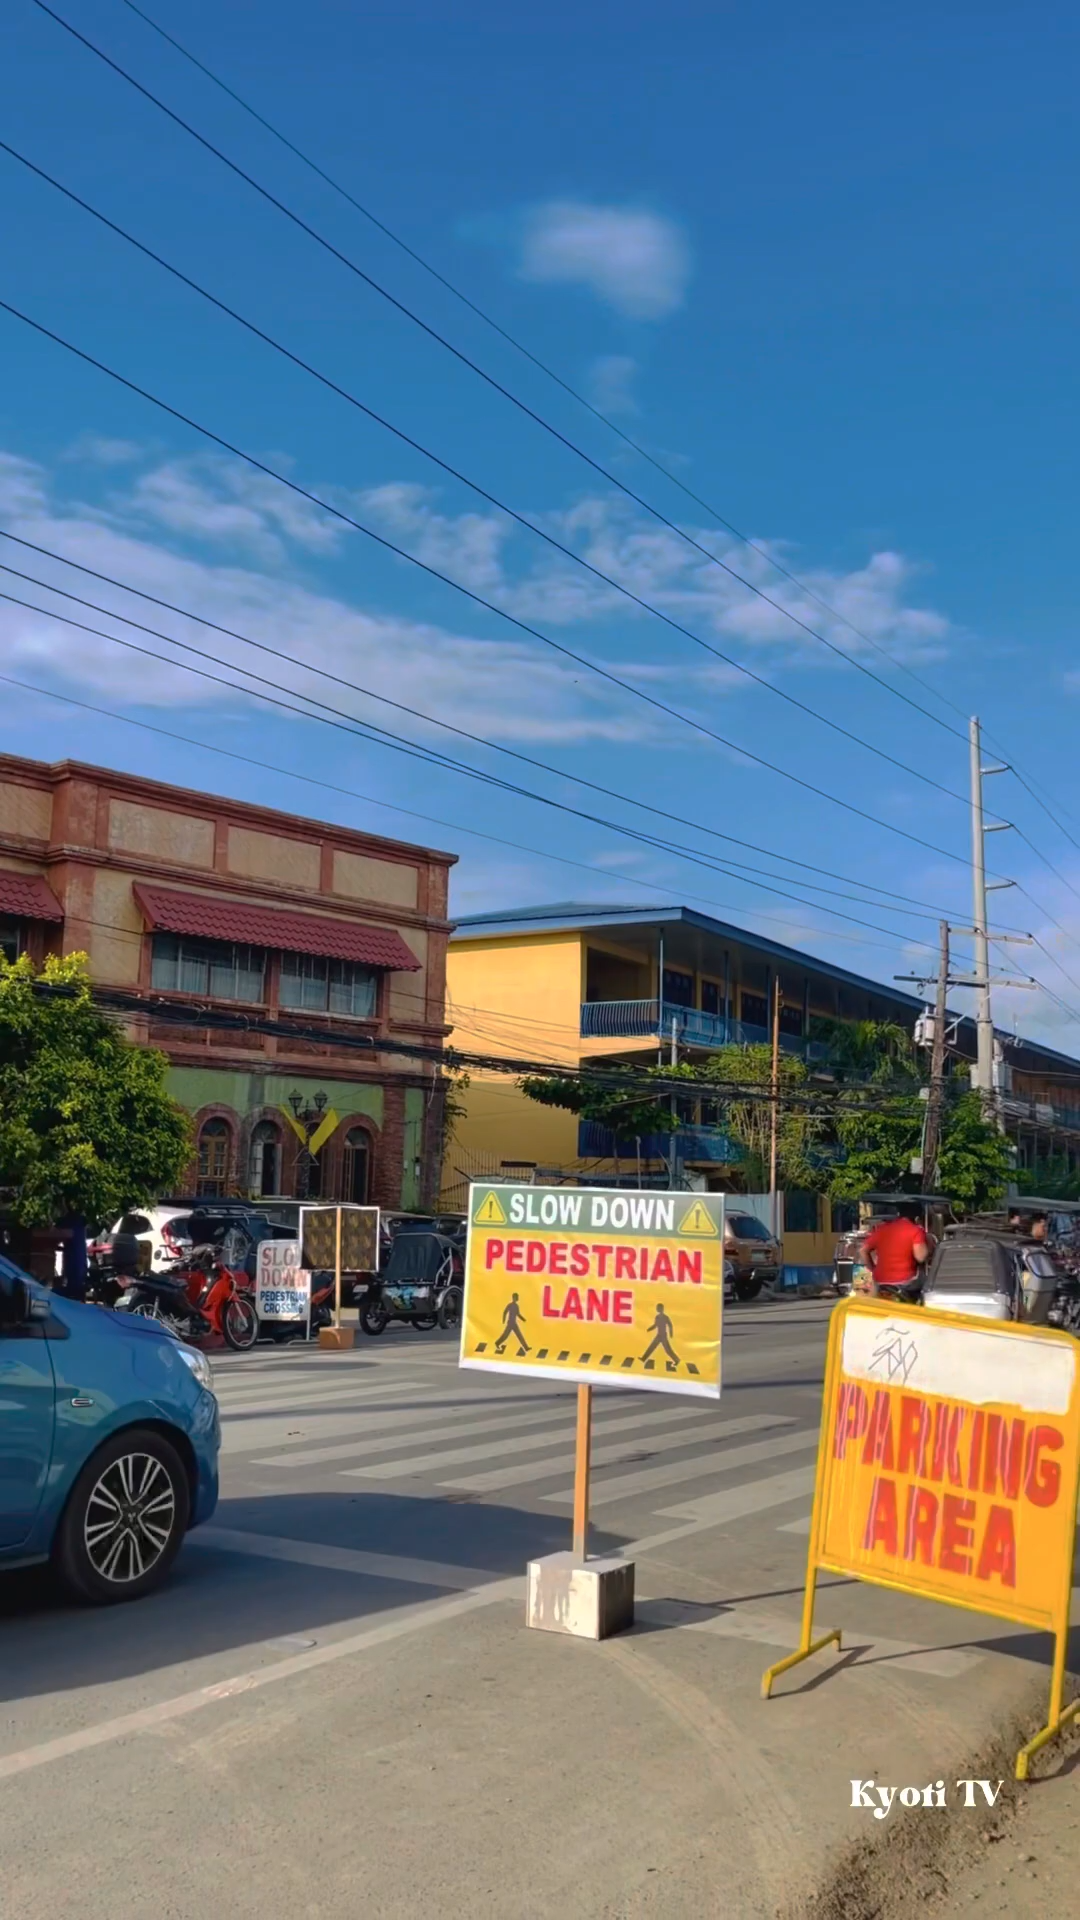 SLOW DOWN
PEDESTRIAN
LANE
SLOW
DOWN
PEDESTRIAN
CROSSING
PARKING
AREA
Kyoti TV